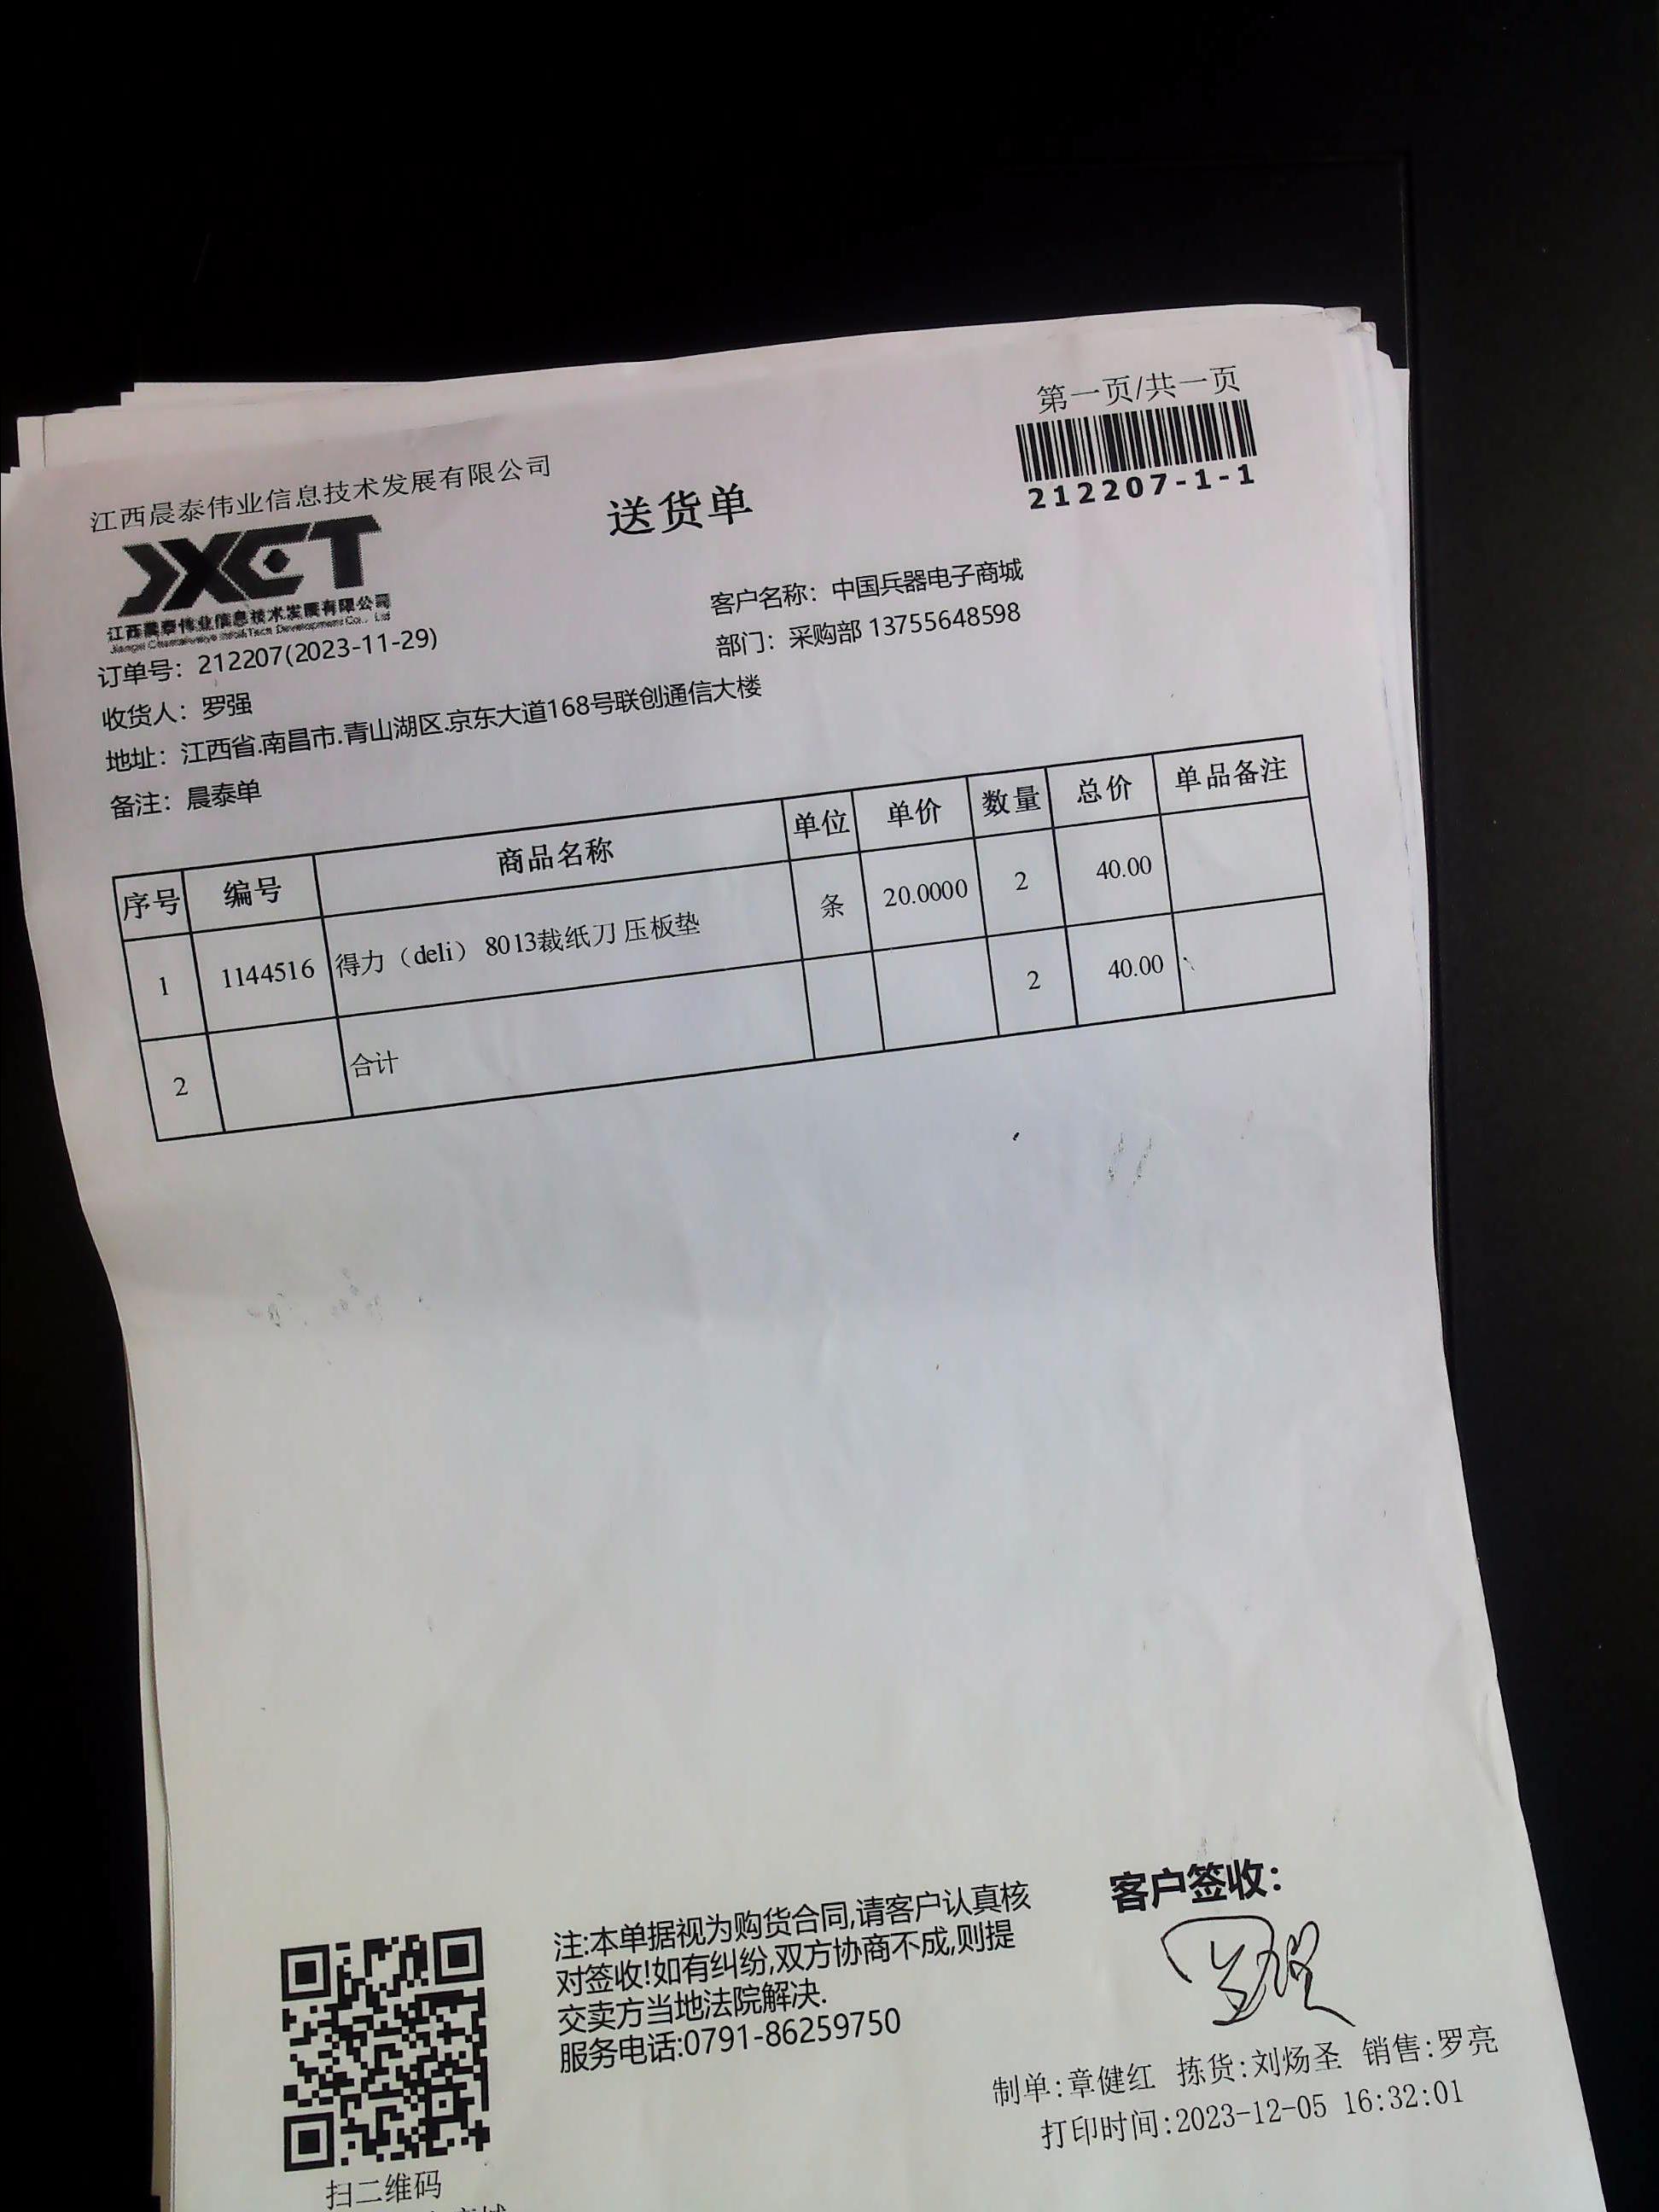 第一页/共一页
江西晨泰伟业信息技术发展有限公司
212207-1-1
送货单
JXCT
江西晨泰伟业信息技术发展有限公司
客户名称：中国兵器电子商城
订单号：212207(2023-11-29)
部门：采购部 13755648598
收货人：罗强
地址：江西省.南昌市.青山湖区.京东大道168号联创通信大楼
备注：晨泰单
序号 编号 商品名称 单位 单价 数量 总价 单品备注
1 1144516 得力（deli） 8013裁纸刀 压板垫 条 20.0000 2 40.00
2 合计 2 40.00
客户签收：
注:本单据视为购货合同,请客户认真核
对签收!如有纠纷,双方协商不成,则提
交卖方当地法院解决.
服务电话:0791-86259750
制单:章健红 拣货:刘炀圣 销售:罗亮
打印时间:2023-12-05 16:32:01
扫二维码